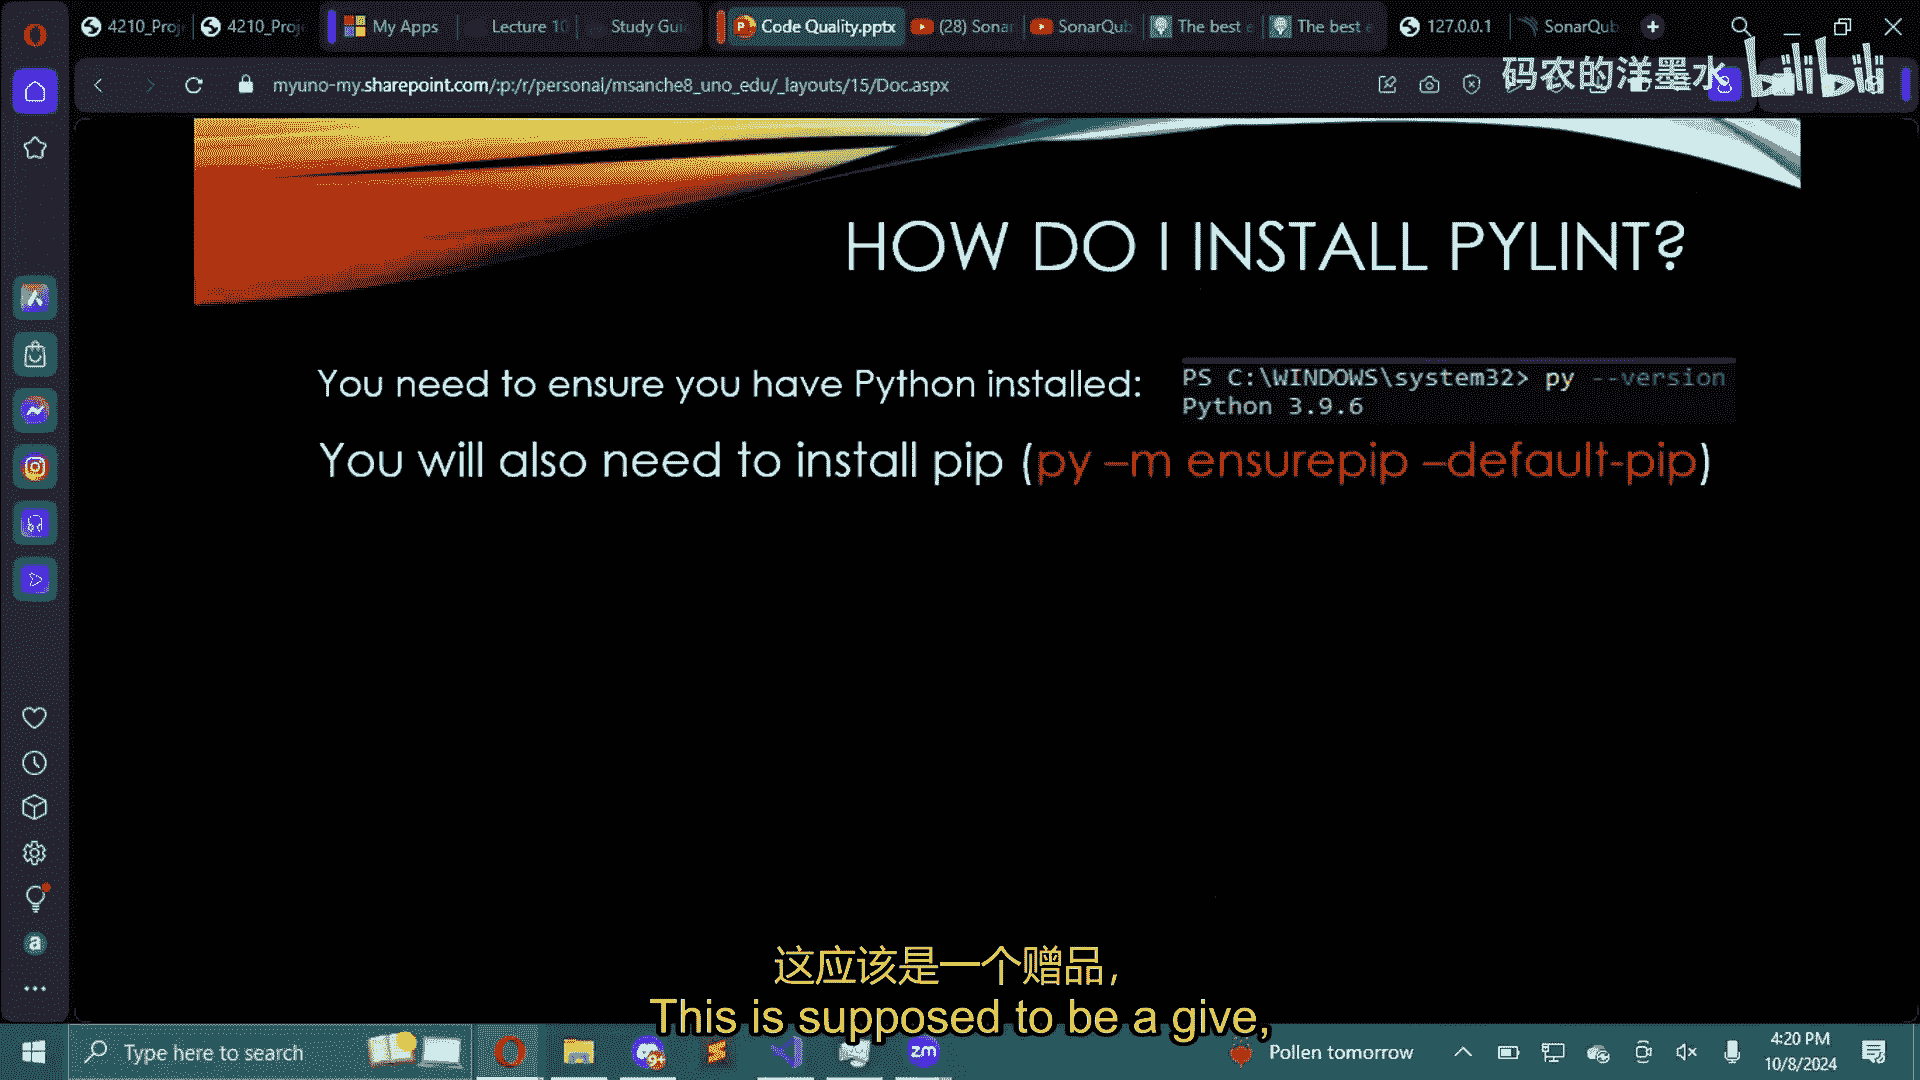 4210_Proj
4210_Proj
My Apps
Lecture 10
Study Gui
Code Quality.pptx
(28) Sona
SonarQub
The best e
The best e
127.0.0.1
SonarQub
myuno-my.sharepoint.com/:p:/r/personal/msanche8_uno_edu/_layouts/15/Doc.aspx
码农的洋墨水 bilibili
HOW DO I INSTALL PYLINT?
You need to ensure you have Python installed:
PS C:\WINDOWS\system32> py --version
Python 3.9.6
You will also need to install pip (py –m ensurepip –default-pip)
这应该是一个赠品，
This is supposed to be a give,
Type here to search
9+
zm
Pollen tomorrow
4:20 PM
10/8/2024